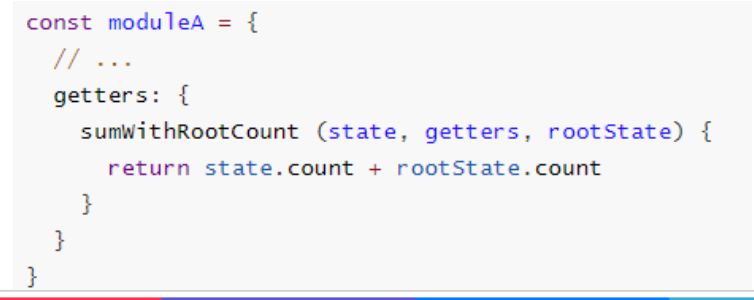 const moduleA = {
  // ...
  getters: {
    sumWithRootCount (state, getters, rootState) {
      return state.count + rootState.count
    }
  }
}